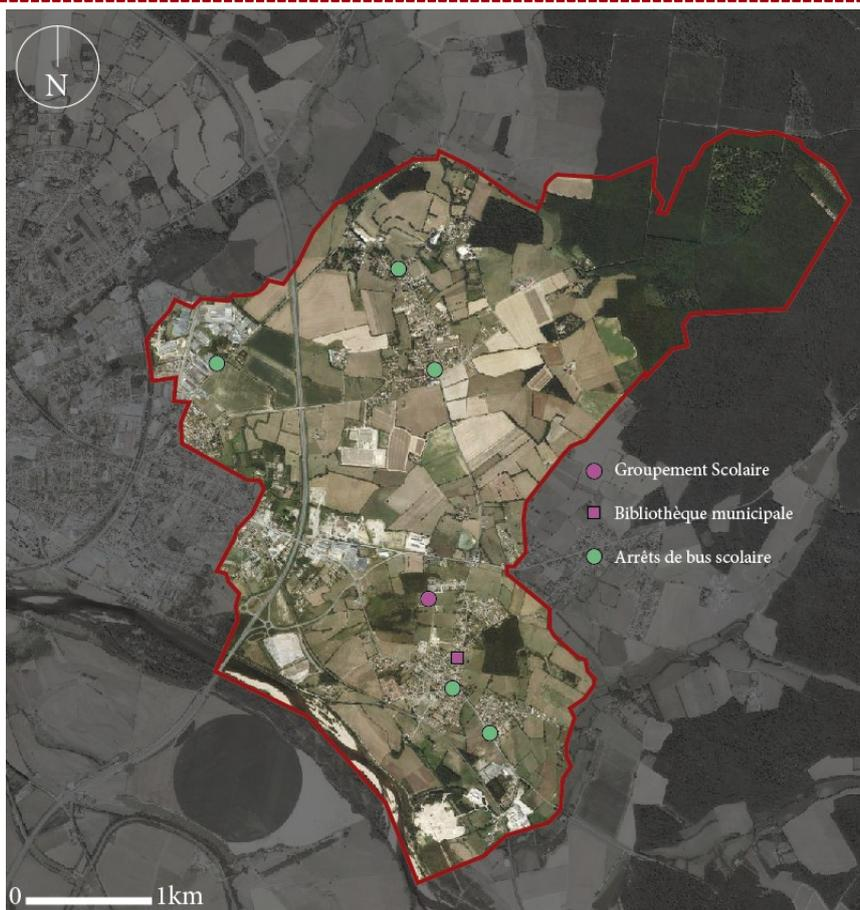 N
Groupement Scolaire
Bibliothèque municipale
Arrêts de bus scolaire
0 1km